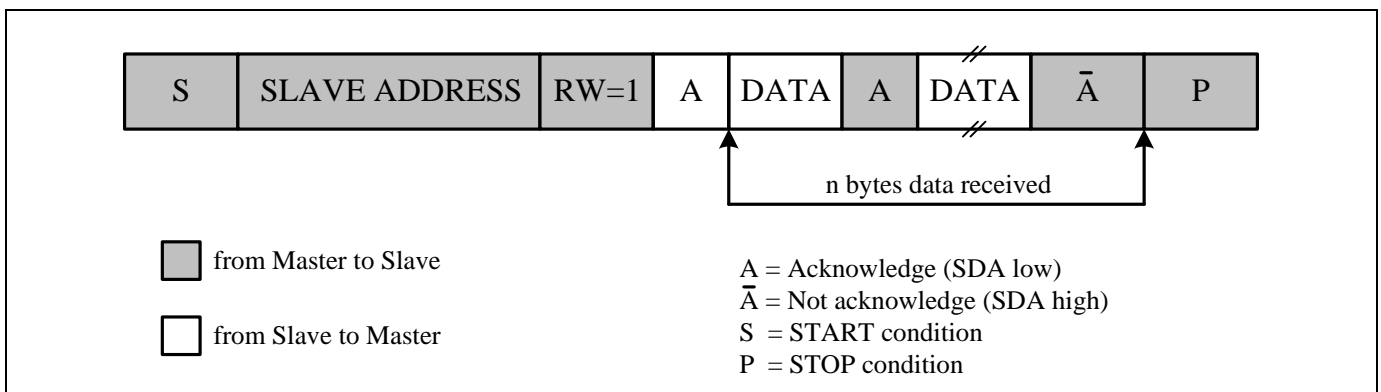 S SLAVE ADDRESS RW=1 A DATA A DATA Ā P
n bytes data received
from Master to Slave
from Slave to Master
A = Acknowledge (SDA low)
Ā = Not acknowledge (SDA high)
S = START condition
P = STOP condition